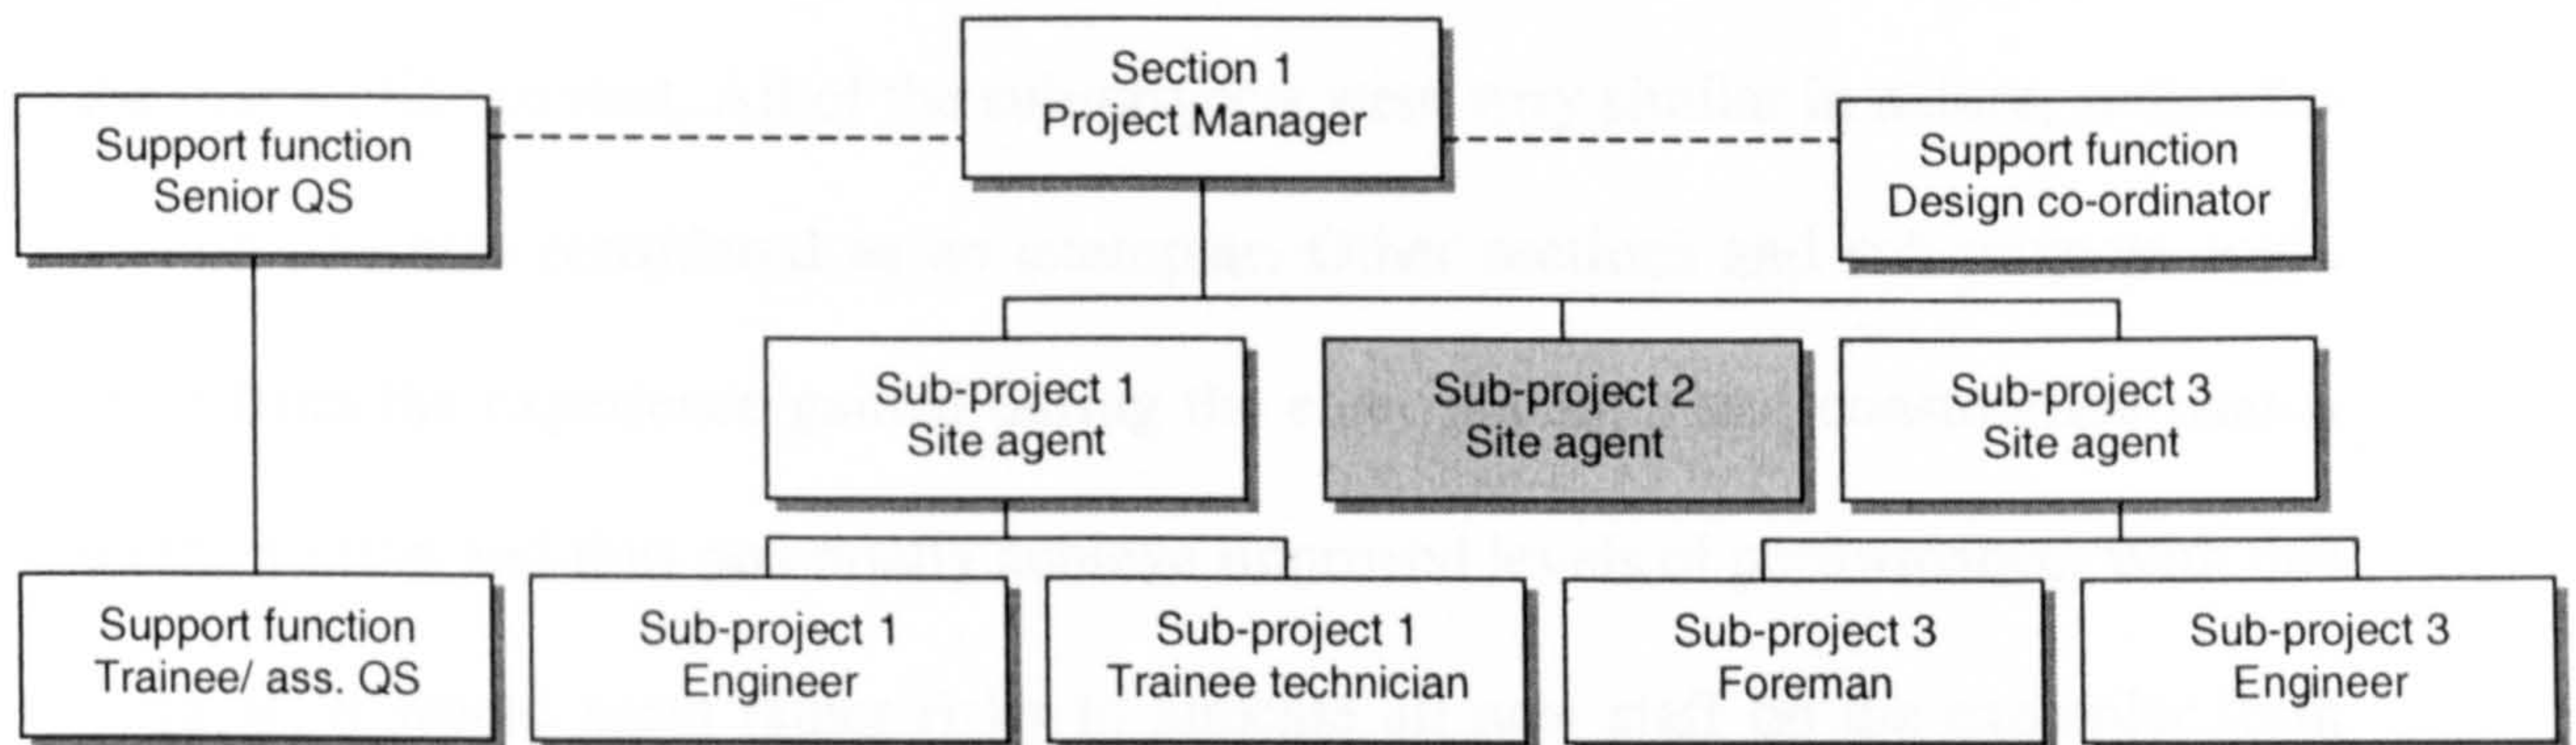 Section 1
Project Manager
Support function
Senior QS
Support function
Design co-ordinator
Sub-project 1
Site agent
Sub-project 2
Site agent
Sub-project 3
Site agent
Support function
Trainee/ ass. QS
Sub-project 1
Engineer
Sub-project 1
Trainee technician
Sub-project 3
Foreman
Sub-project 3
Engineer